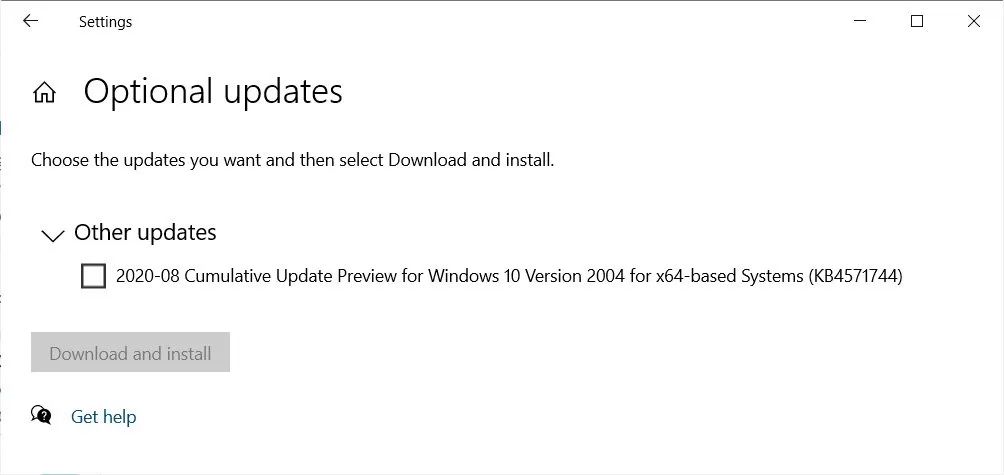 Settings
Optional updates
Choose the updates you want and then select Download and install.
Other updates
2020-08 Cumulative Update Preview for Windows 10 Version 2004 for x64-based Systems (KB4571744)
Download and install
Get help